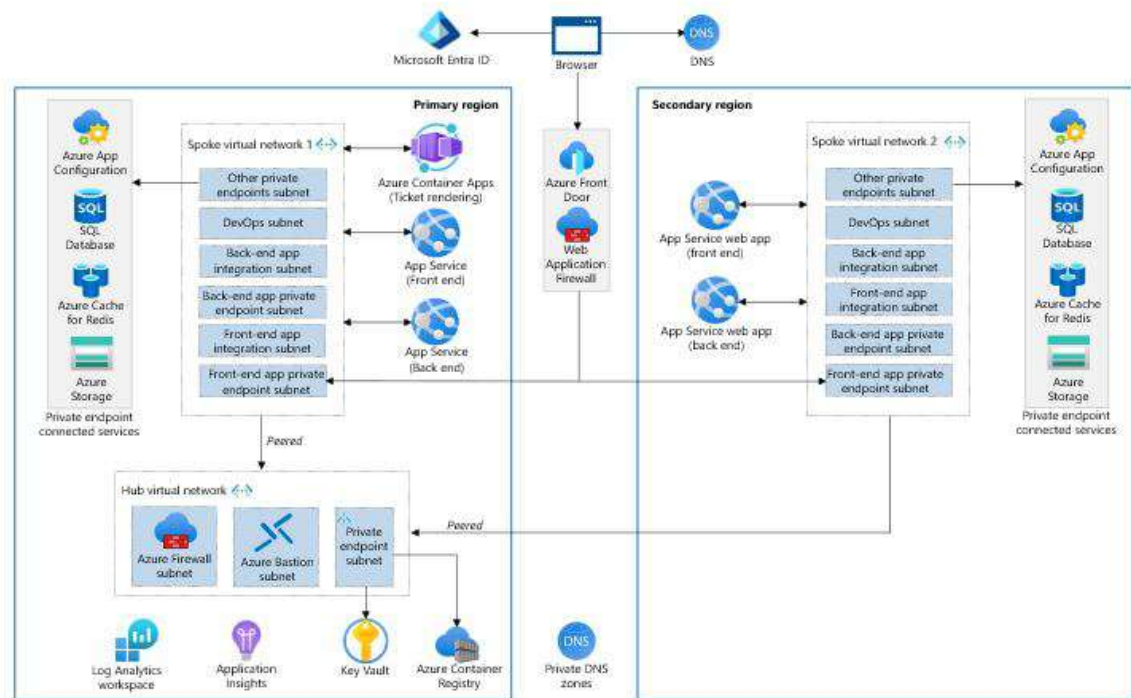 Microsoft Entra ID
Browser
DNS
DNS
Primary region
Azure App
Configuration
SQL
SQL
Database
Azure Cache
for Redis
Azure
Storage
Private endpoint
connected services
Spoke virtual network 1
Other private
endpoints subnet
DevOps subnet
Back-end app
integration subnet
Back-end app private
endpoint subnet
Front-end app
integration subnet
Front-end app private
endpoint subnet
Azure Container Apps
(Ticket rendering)
App Service
(Front end)
App Service
(Back end)
Peered
Hub virtual network
Azure Firewall
subnet
Azure Bastion
subnet
Private
endpoint
subnet
Log Analytics
workspace
Application
Insights
Key Vault
Azure Container
Registry
Azure Front
Door
Web
Application
Firewall
Peered
DNS
Private DNS
zones
Secondary region
App Service web app
(front end)
App Service web app
(back end)
Spoke virtual network 2
Other private
endpoints subnet
DevOps subnet
Back-end app
integration subnet
Front-end app
integration subnet
Back-end app private
endpoint subnet
Front-end app private
endpoint subnet
Azure App
Configuration
SQL
SQL
Database
Azure Cache
for Redis
Azure
Storage
Private endpoint
connected services